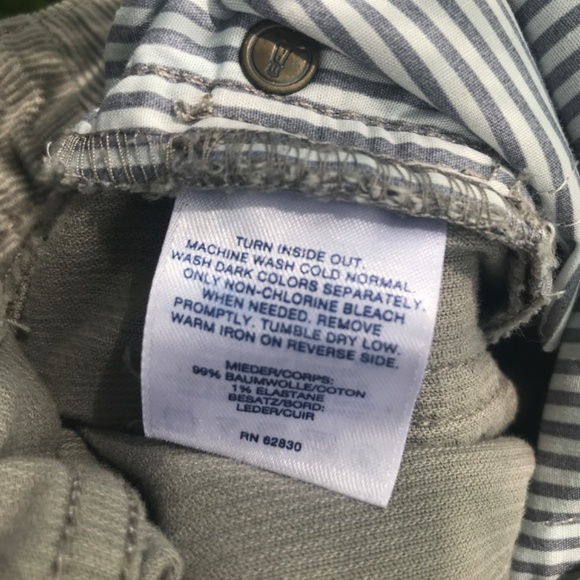 TURN INSIDE OUT.
MACHINE WASH COLD NORMAL.
WASH DARK COLORS SEPARATELY.
ONLY NON-CHLORINE BLEACH
WHEN NEEDED. REMOVE
PROMPTLY. TUMBLE DRY LOW.
WARM IRON ON REVERSE SIDE.
MIEDER/CORPS:
99% BAUMWOLLE/COTTON
1% ELASTANE
BESATZ/BORD:
LEDER/CUIR
RN 62830